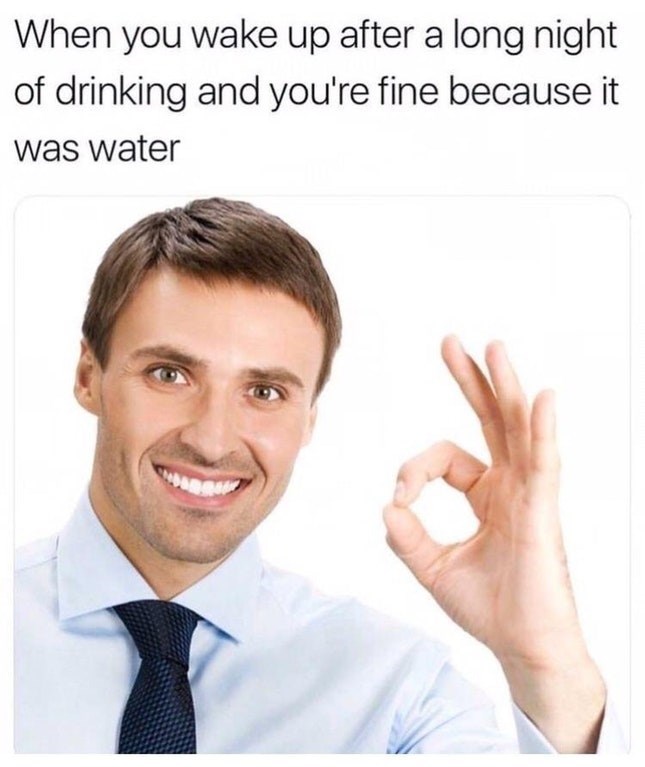 When you wake up after a long night
of drinking and you're fine because it
was water